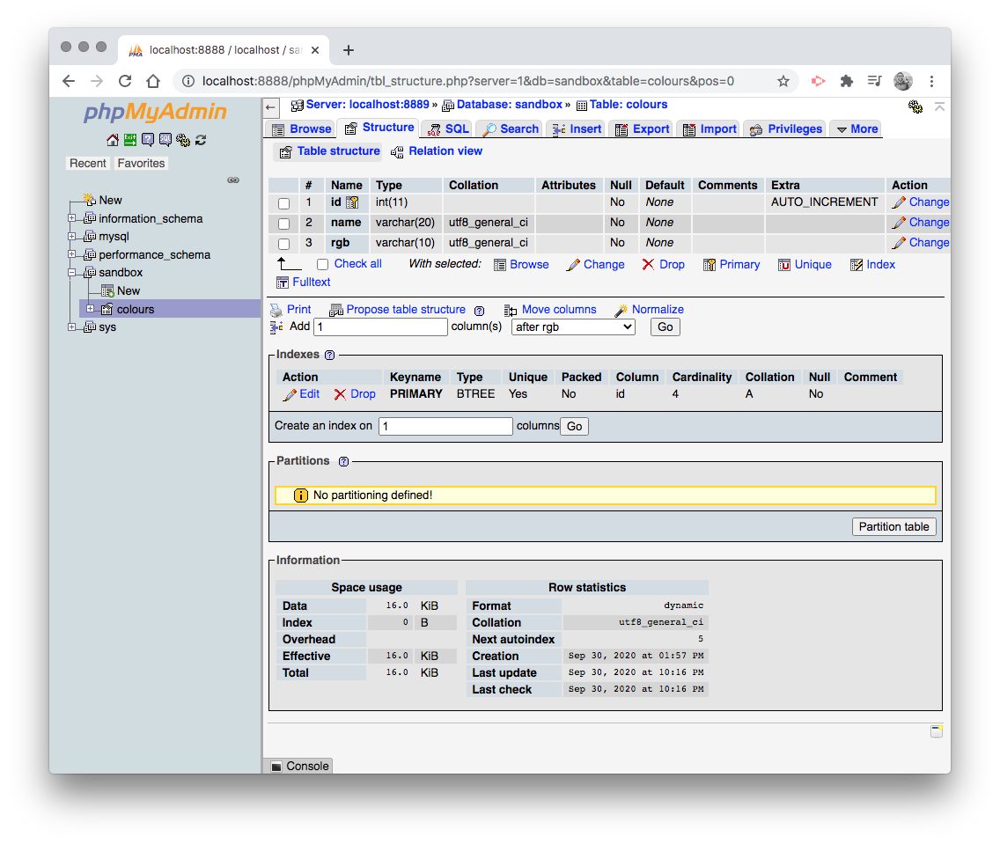 localhost:8888 / localhost / sa
localhost:8888/phpMyAdmin/tbl_structure.php?server=1&db=sandbox&table=colours&pos=0
phpMyAdmin
Recent Favorites
New
information_schema
mysql
performance_schema
sandbox
New
colours
sys
Server: localhost:8889 » Database: sandbox » Table: colours
Browse Structure SQL Search Insert Export Import Privileges More
Table structure Relation view
# Name Type Collation Attributes Null Default Comments Extra Action
1 id int(11) No None AUTO_INCREMENT Change
2 name varchar(20) utf8_general_ci No None Change
3 rgb varchar(10) utf8_general_ci No None Change
Check all With selected: Browse Change Drop Primary Unique Index
Fulltext
Print Propose table structure Move columns Normalize
Add 1 column(s) after rgb Go
Indexes
Action Keyname Type Unique Packed Column Cardinality Collation Null Comment
Edit Drop PRIMARY BTREE Yes No id 4 A No
Create an index on 1 columns Go
Partitions
No partitioning defined!
Partition table
Information
Space usage
Data 16.0 KiB
Index 0 B
Overhead
Effective 16.0 KiB
Total 16.0 KiB
Row statistics
Format dynamic
Collation utf8_general_ci
Next autoindex 5
Creation Sep 30, 2020 at 01:57 PM
Last update Sep 30, 2020 at 10:16 PM
Last check Sep 30, 2020 at 10:16 PM
Console